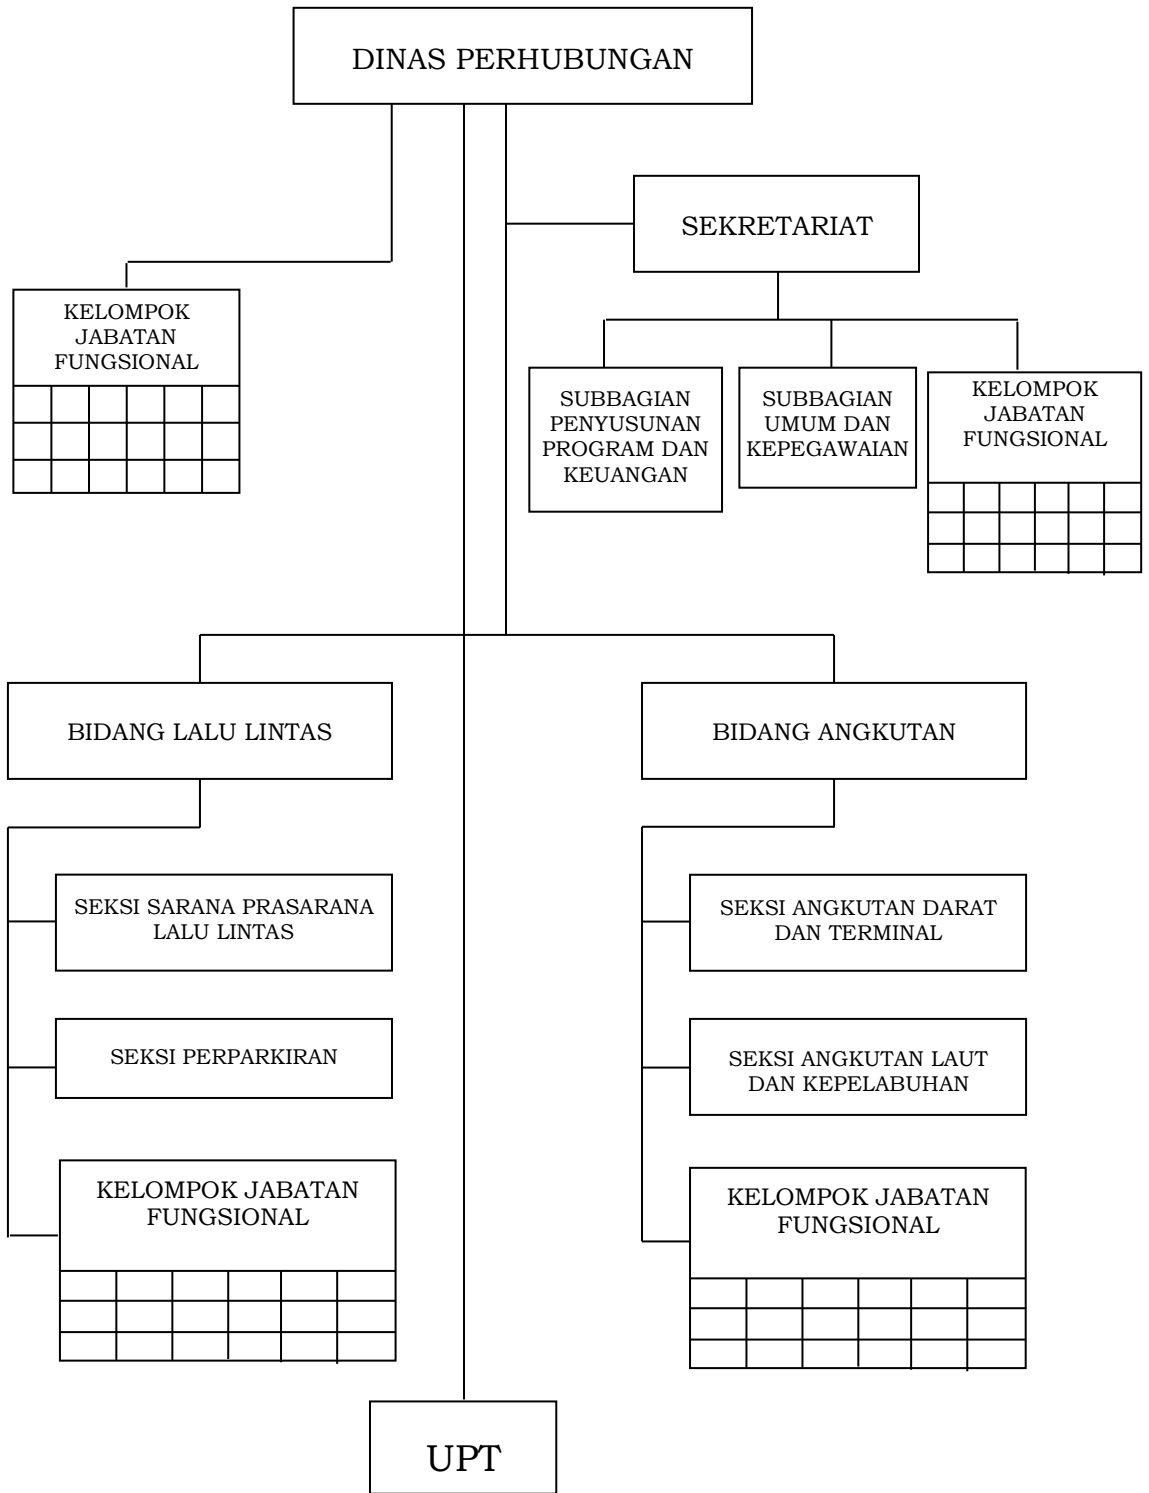 DINAS PERHUBUNGAN
SEKRETARIAT
KELOMPOK
JABATAN
FUNGSIONAL
SUBBAGIAN
PENYUSUNAN
PROGRAM DAN
KEUANGAN
SUBBAGIAN
UMUM DAN
KEPEGAWAIAN
KELOMPOK
JABATAN
FUNGSIONAL
BIDANG LALU LINTAS
BIDANG ANGKUTAN
SEKSI SARANA PRASARANA
LALU LINTAS
SEKSI ANGKUTAN DARAT
DAN TERMINAL
SEKSI PERPARKIRAN
SEKSI ANGKUTAN LAUT
DAN KEPELABUHAN
KELOMPOK JABATAN
FUNGSIONAL
KELOMPOK JABATAN
FUNGSIONAL
UPT